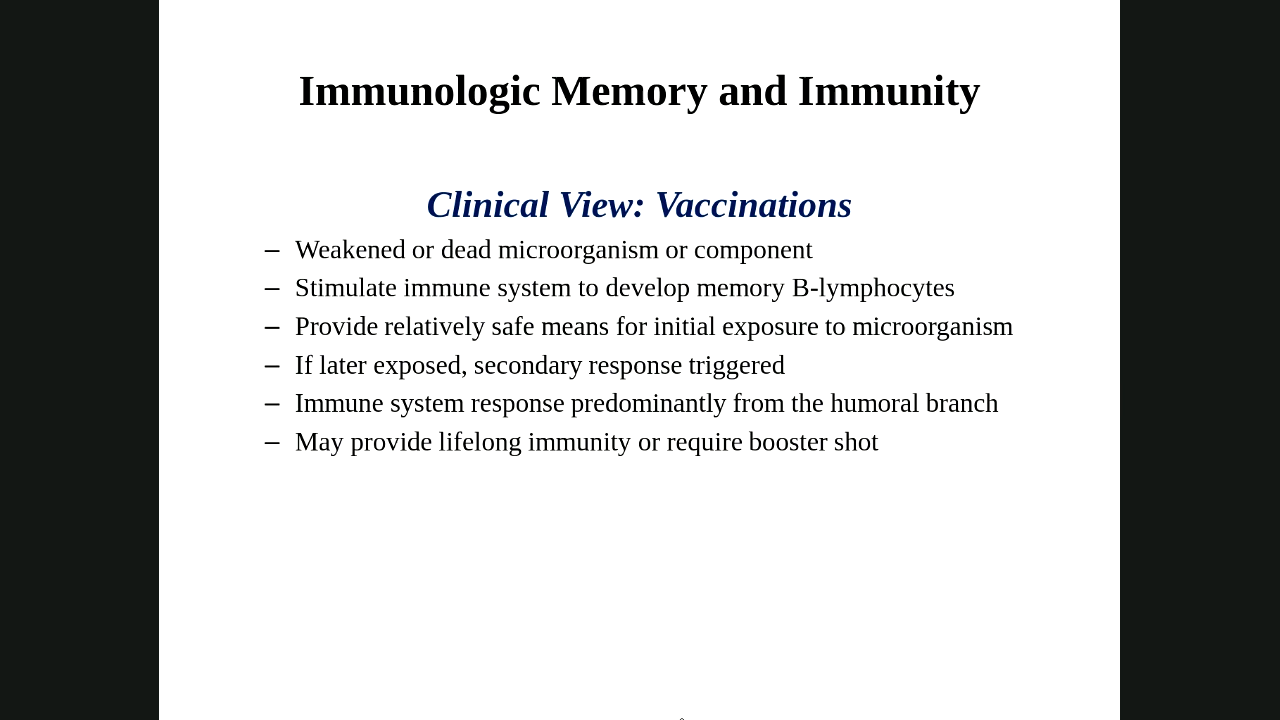 Immunologic Memory and Immunity
Clinical View: Vaccinations
– Weakened or dead microorganism or component
– Stimulate immune system to develop memory B-lymphocytes
– Provide relatively safe means for initial exposure to microorganism
– If later exposed, secondary response triggered
– Immune system response predominantly from the humoral branch
– May provide lifelong immunity or require booster shot